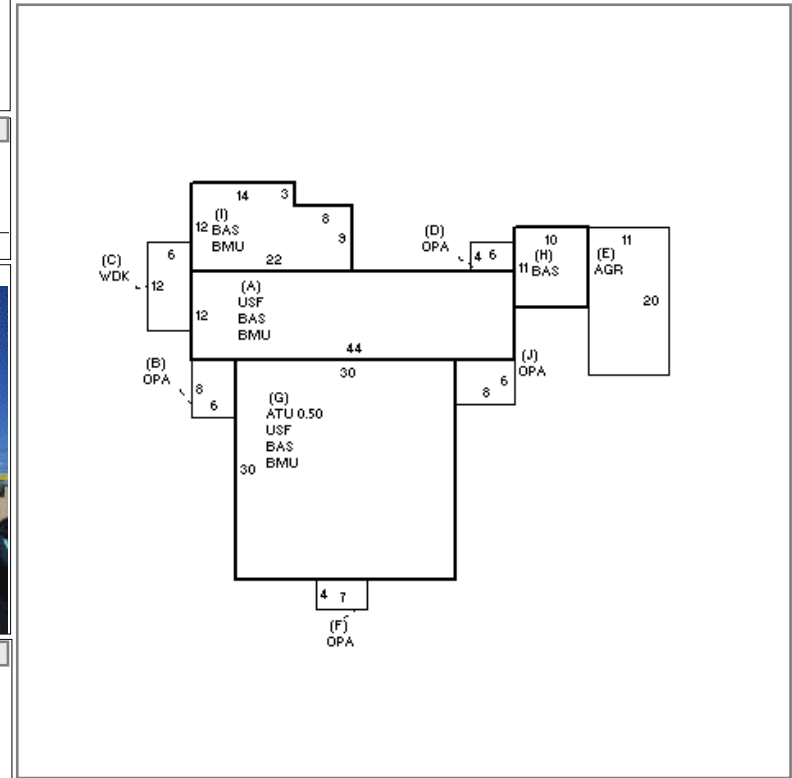 14 3
(I)
12 BAS
BMU
8
9
22
(C)
WDK
6
12
(D)
OPA
4 6
10
(H)
11 BAS
(E)
AGR
11
20
(A)
USF
BAS
BMU
12
44
(B)
OPA
8
6
30
(G)
ATU 0.50
USF
BAS
BMU
30
(J)
OPA
6
8
4 7
(F)
OPA